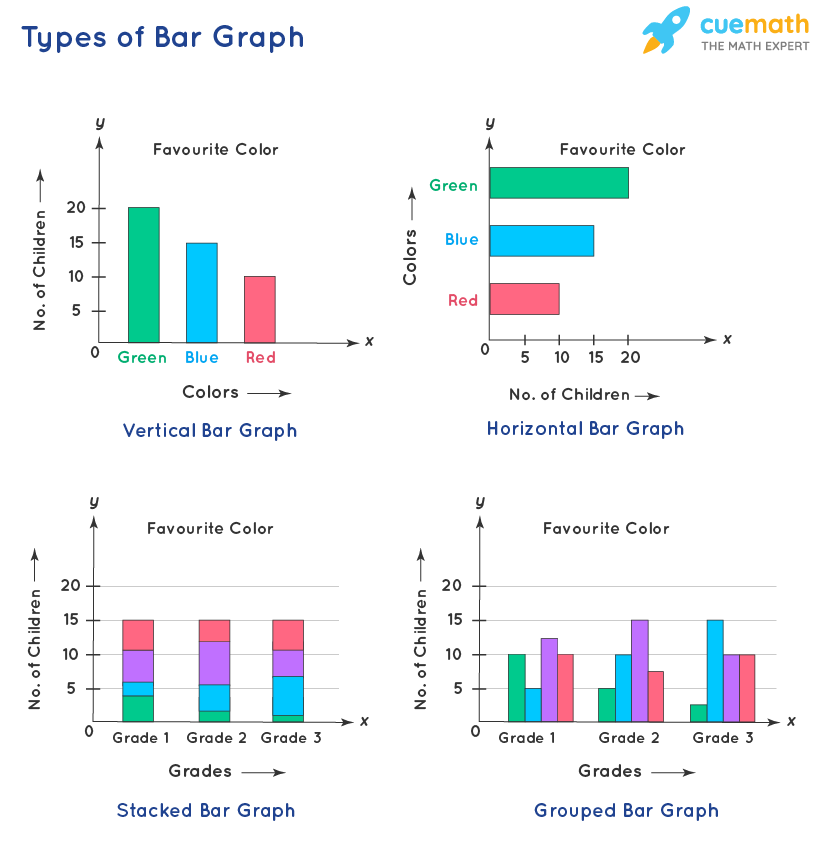 Types of Bar Graph
cuemath
THE MATH EXPERT
y
Favourite Color
No. of Children
20
15
10
5
0
x
Green
Blue
Red
Colors
Vertical Bar Graph
y
Favourite Color
Colors
Green
Blue
Red
0
5
10
15
20
x
No. of Children
Horizontal Bar Graph
y
Favourite Color
No. of Children
20
15
10
5
0
x
Grade 1
Grade 2
Grade 3
Grades
Stacked Bar Graph
y
Favourite Color
No. of Children
20
15
10
5
0
x
Grade 1
Grade 2
Grade 3
Grades
Grouped Bar Graph